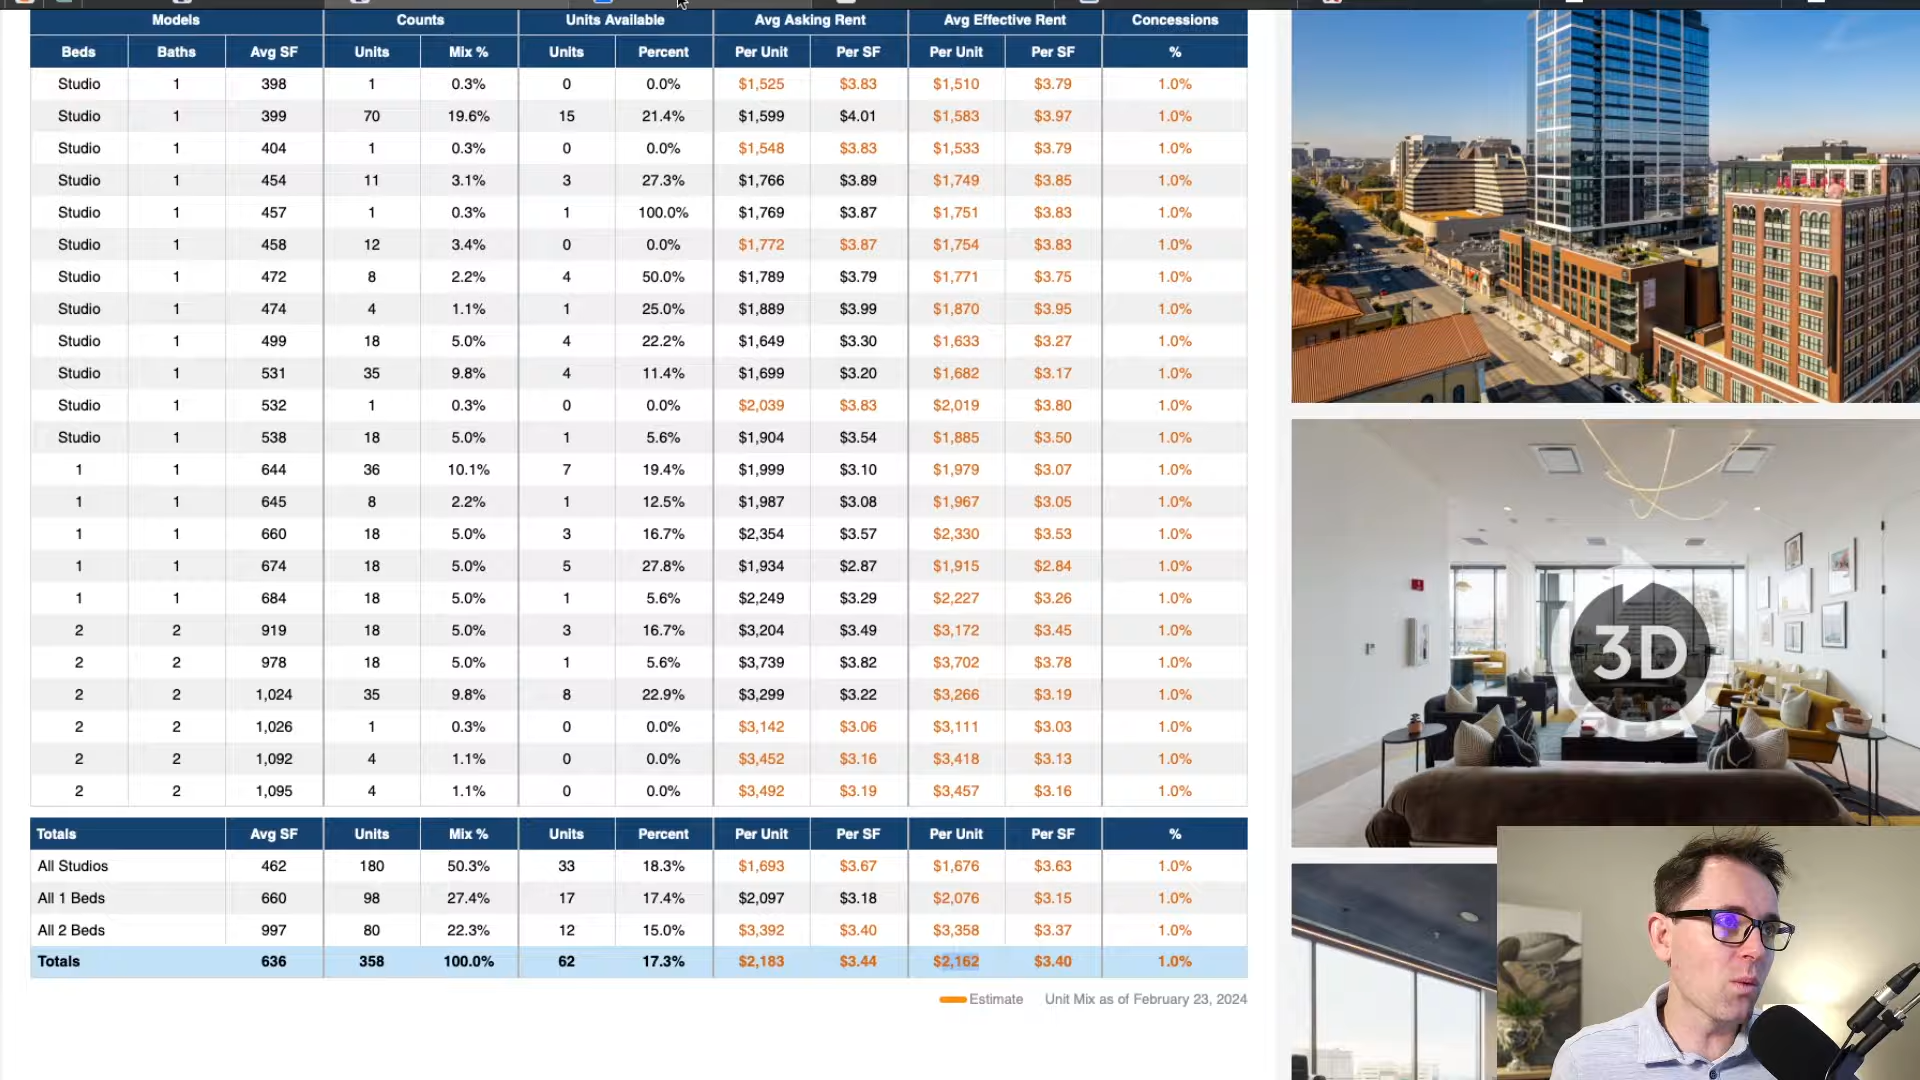 Models Counts Units Available Avg Asking Rent Avg Effective Rent Concessions
Beds Baths Avg SF Units Mix % Units Percent Per Unit Per SF Per Unit Per SF %
Studio 1 398 1 0.3% 0 0.0% $1,525 $3.83 $1,510 $3.79 1.0%
Studio 1 399 70 19.6% 15 21.4% $1,599 $4.01 $1,583 $3.97 1.0%
Studio 1 404 1 0.3% 0 0.0% $1,548 $3.83 $1,533 $3.79 1.0%
Studio 1 454 11 3.1% 3 27.3% $1,766 $3.89 $1,749 $3.85 1.0%
Studio 1 457 1 0.3% 1 100.0% $1,769 $3.87 $1,751 $3.83 1.0%
Studio 1 458 12 3.4% 0 0.0% $1,772 $3.87 $1,754 $3.83 1.0%
Studio 1 472 8 2.2% 4 50.0% $1,789 $3.79 $1,771 $3.75 1.0%
Studio 1 474 4 1.1% 1 25.0% $1,889 $3.99 $1,870 $3.95 1.0%
Studio 1 499 18 5.0% 4 22.2% $1,649 $3.30 $1,633 $3.27 1.0%
Studio 1 531 35 9.8% 4 11.4% $1,699 $3.20 $1,682 $3.17 1.0%
Studio 1 532 1 0.3% 0 0.0% $2,039 $3.83 $2,019 $3.80 1.0%
Studio 1 538 18 5.0% 1 5.6% $1,904 $3.54 $1,885 $3.50 1.0%
1 1 644 36 10.1% 7 19.4% $1,999 $3.10 $1,979 $3.07 1.0%
1 1 645 8 2.2% 1 12.5% $1,987 $3.08 $1,967 $3.05 1.0%
1 1 660 18 5.0% 3 16.7% $2,354 $3.57 $2,330 $3.53 1.0%
1 1 674 18 5.0% 5 27.8% $1,934 $2.87 $1,915 $2.84 1.0%
1 1 684 18 5.0% 1 5.6% $2,249 $3.29 $2,227 $3.26 1.0%
2 2 919 18 5.0% 3 16.7% $3,204 $3.49 $3,172 $3.45 1.0%
2 2 978 18 5.0% 1 5.6% $3,739 $3.82 $3,702 $3.78 1.0%
2 2 1,024 35 9.8% 8 22.9% $3,299 $3.22 $3,266 $3.19 1.0%
2 2 1,026 1 0.3% 0 0.0% $3,142 $3.06 $3,111 $3.03 1.0%
2 2 1,092 4 1.1% 0 0.0% $3,452 $3.16 $3,418 $3.13 1.0%
2 2 1,095 4 1.1% 0 0.0% $3,492 $3.19 $3,457 $3.16 1.0%
Totals Avg SF Units Mix % Units Percent Per Unit Per SF Per Unit Per SF %
All Studios 462 180 50.3% 33 18.3% $1,693 $3.67 $1,676 $3.63 1.0%
All 1 Beds 660 98 27.4% 17 17.4% $2,097 $3.18 $2,076 $3.15 1.0%
All 2 Beds 997 80 22.3% 12 15.0% $3,392 $3.40 $3,358 $3.37 1.0%
Totals 636 358 100.0% 62 17.3% $2,183 $3.44 $2,162 $3.40 1.0%
Estimate Unit Mix as of February 23, 2024
3D